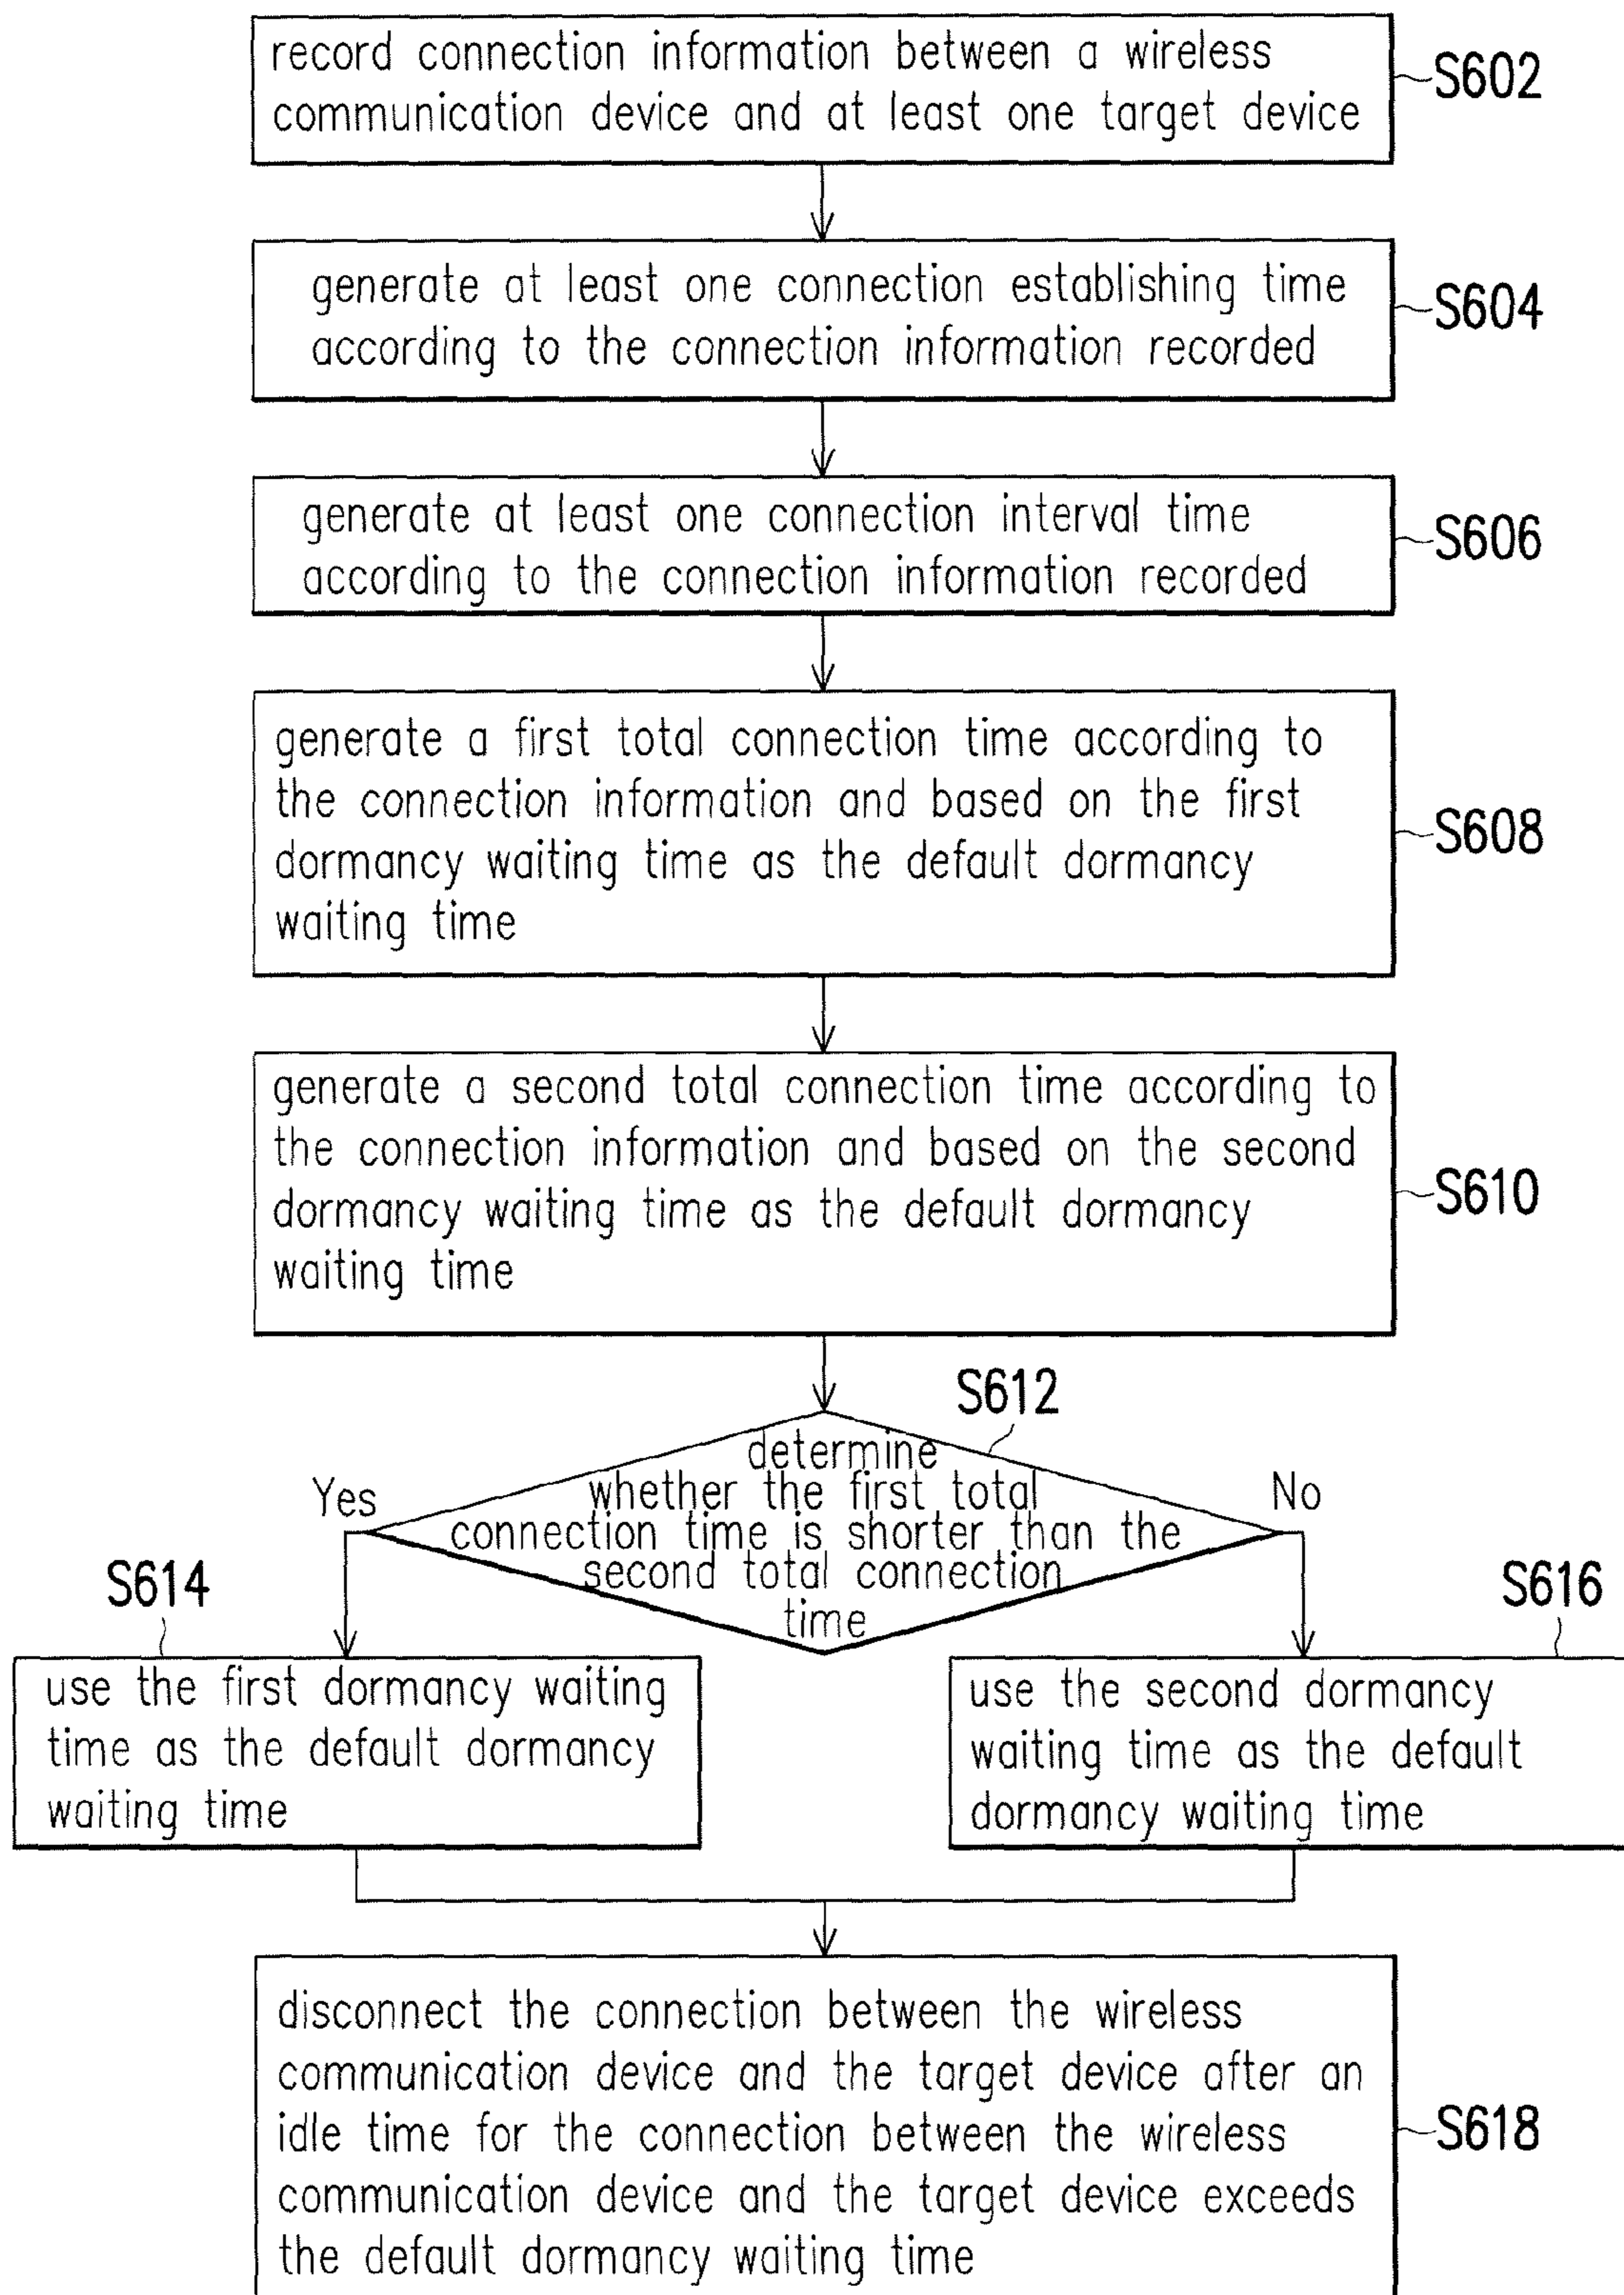 record connection information between a wireless
communication device and at least one target device
S602
generate at least one connection establishing time
according to the connection information recorded
S604
generate at least one connection interval time
according to the connection information recorded
S606
generate a first total connection time according to
the connection information and based on the first
dormancy waiting time as the default dormancy
waiting time
S608
generate a second total connection time according to
the connection information and based on the second
dormancy waiting time as the default dormancy
waiting time
S610
S612
determine
whether the first total
connection time is shorter than the
second total connection
time
Yes
No
S614
use the first dormancy waiting
time as the default dormancy
waiting time
S616
use the second dormancy
waiting time as the default
dormancy waiting time
disconnect the connection between the wireless
communication device and the target device after an
idle time for the connection between the wireless
communication device and the target device exceeds
the default dormancy waiting time
S618